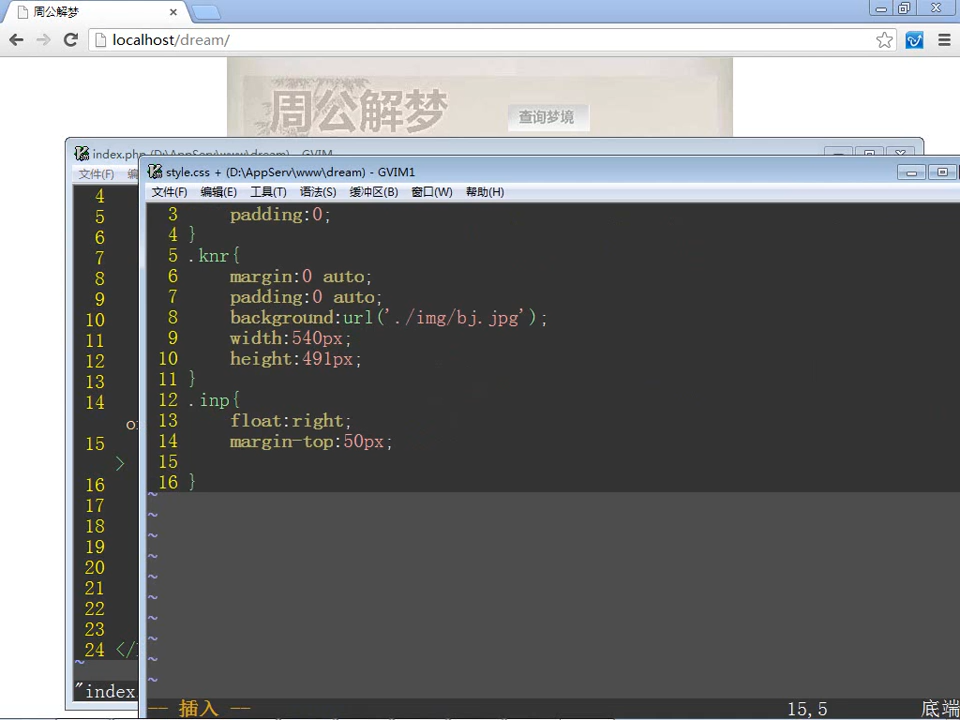 周公解梦
localhost/dream/
周公解梦
查询梦境
index.php (D:\AppServ\www\dream) - GVIM
style.css + (D:\AppServ\www\dream) - GVIM1
文件(F)
文件(F) 编辑(E) 工具(T) 语法(S) 缓冲区(B) 窗口(W) 帮助(H)
3 padding:0;
4 }
5 .knr{
6 margin:0 auto;
7 padding:0 auto;
8 background:url('./img/bj.jpg');
9 width:540px;
10 height:491px;
11 }
12 .inp{
13 float:right;
14 margin-top:50px;
15
16 }
~
~
~
~
~
~
~
~
~
~
-- 插入 -- 15,5 底端
4
5
6
7
8
9
10
11
12
13
14
15
>
16
17
18
19
20
21
22
23
24 </
~
"index